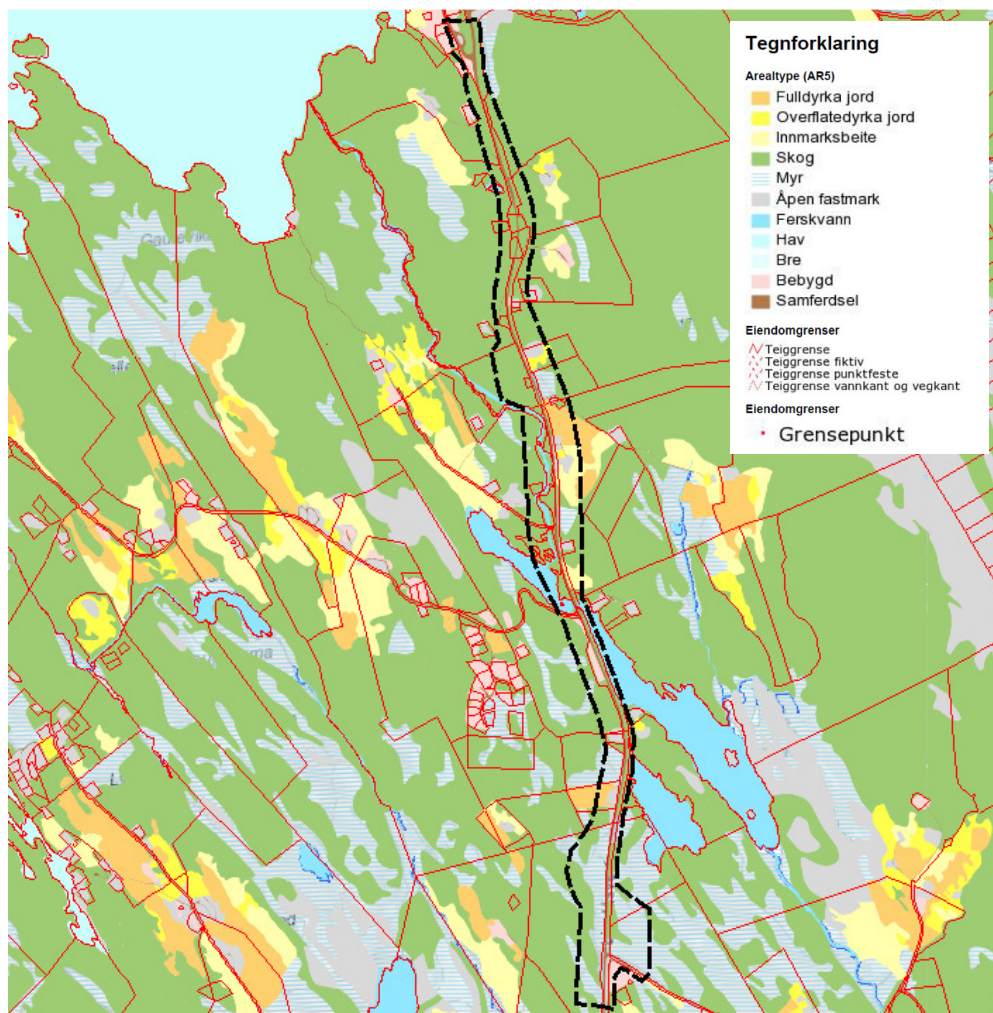 Tegnforklaring
Arealtype (AR5)
Fulldyrka jord
Overflatedyrka jord
Innmarksbeite
Skog
Myr
Åpen fastmark
Ferskvann
Hav
Bre
Bebygd
Samferdsel
Eiendomgrenser
Teiggrense
Teiggrense fiktiv
Teiggrense punktfeste
Teiggrense vannkant og vegkant
Eiendomgrenser
Grensepunkt